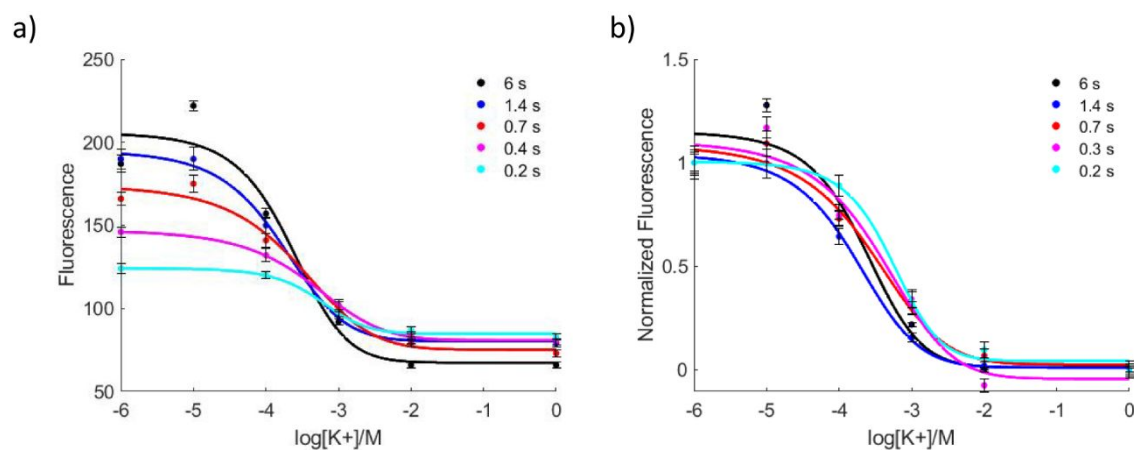 a)
250
200
150
100
50
Fluorescence
-6 -5 -4 -3 -2 -1 0
log[K+]/M
6 s
1.4 s
0.7 s
0.4 s
0.2 s
b)
1.5
1
0.5
0
Normalized Fluorescence
-6 -5 -4 -3 -2 -1 0
log[K+]/M
6 s
1.4 s
0.7 s
0.3 s
0.2 s